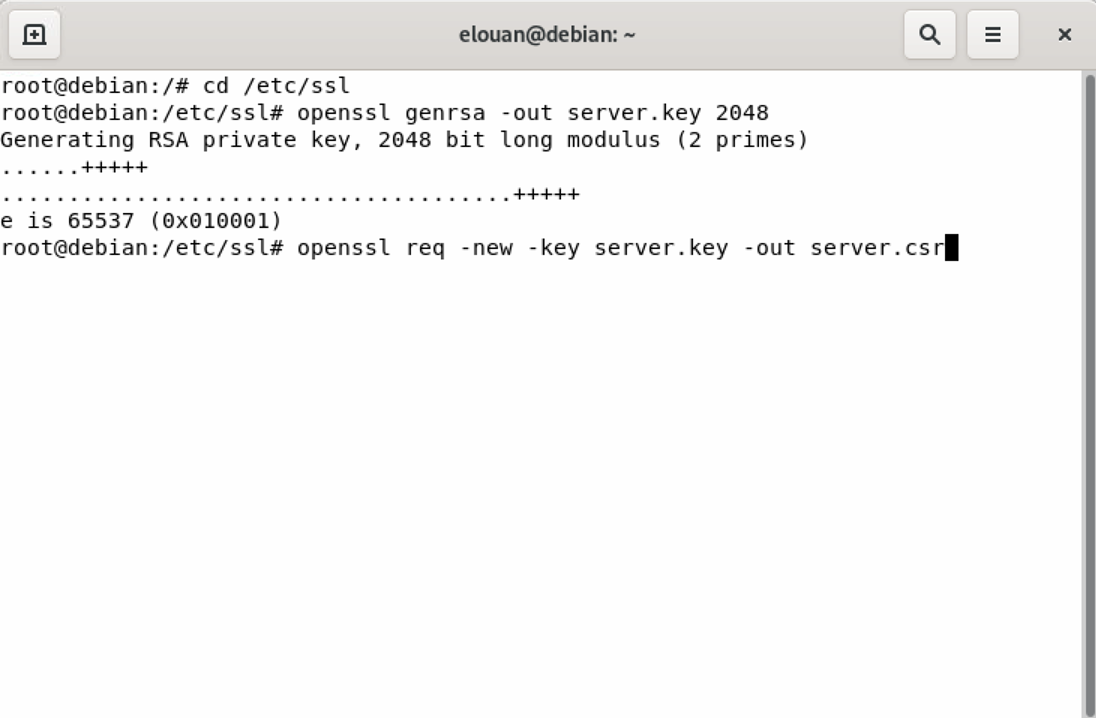 elouan@debian: ~
root@debian:/# cd /etc/ssl
root@debian:/etc/ssl# openssl genrsa -out server.key 2048
Generating RSA private key, 2048 bit long modulus (2 primes)
......+++++
......................................+++++
e is 65537 (0x010001)
root@debian:/etc/ssl# openssl req -new -key server.key -out server.csr